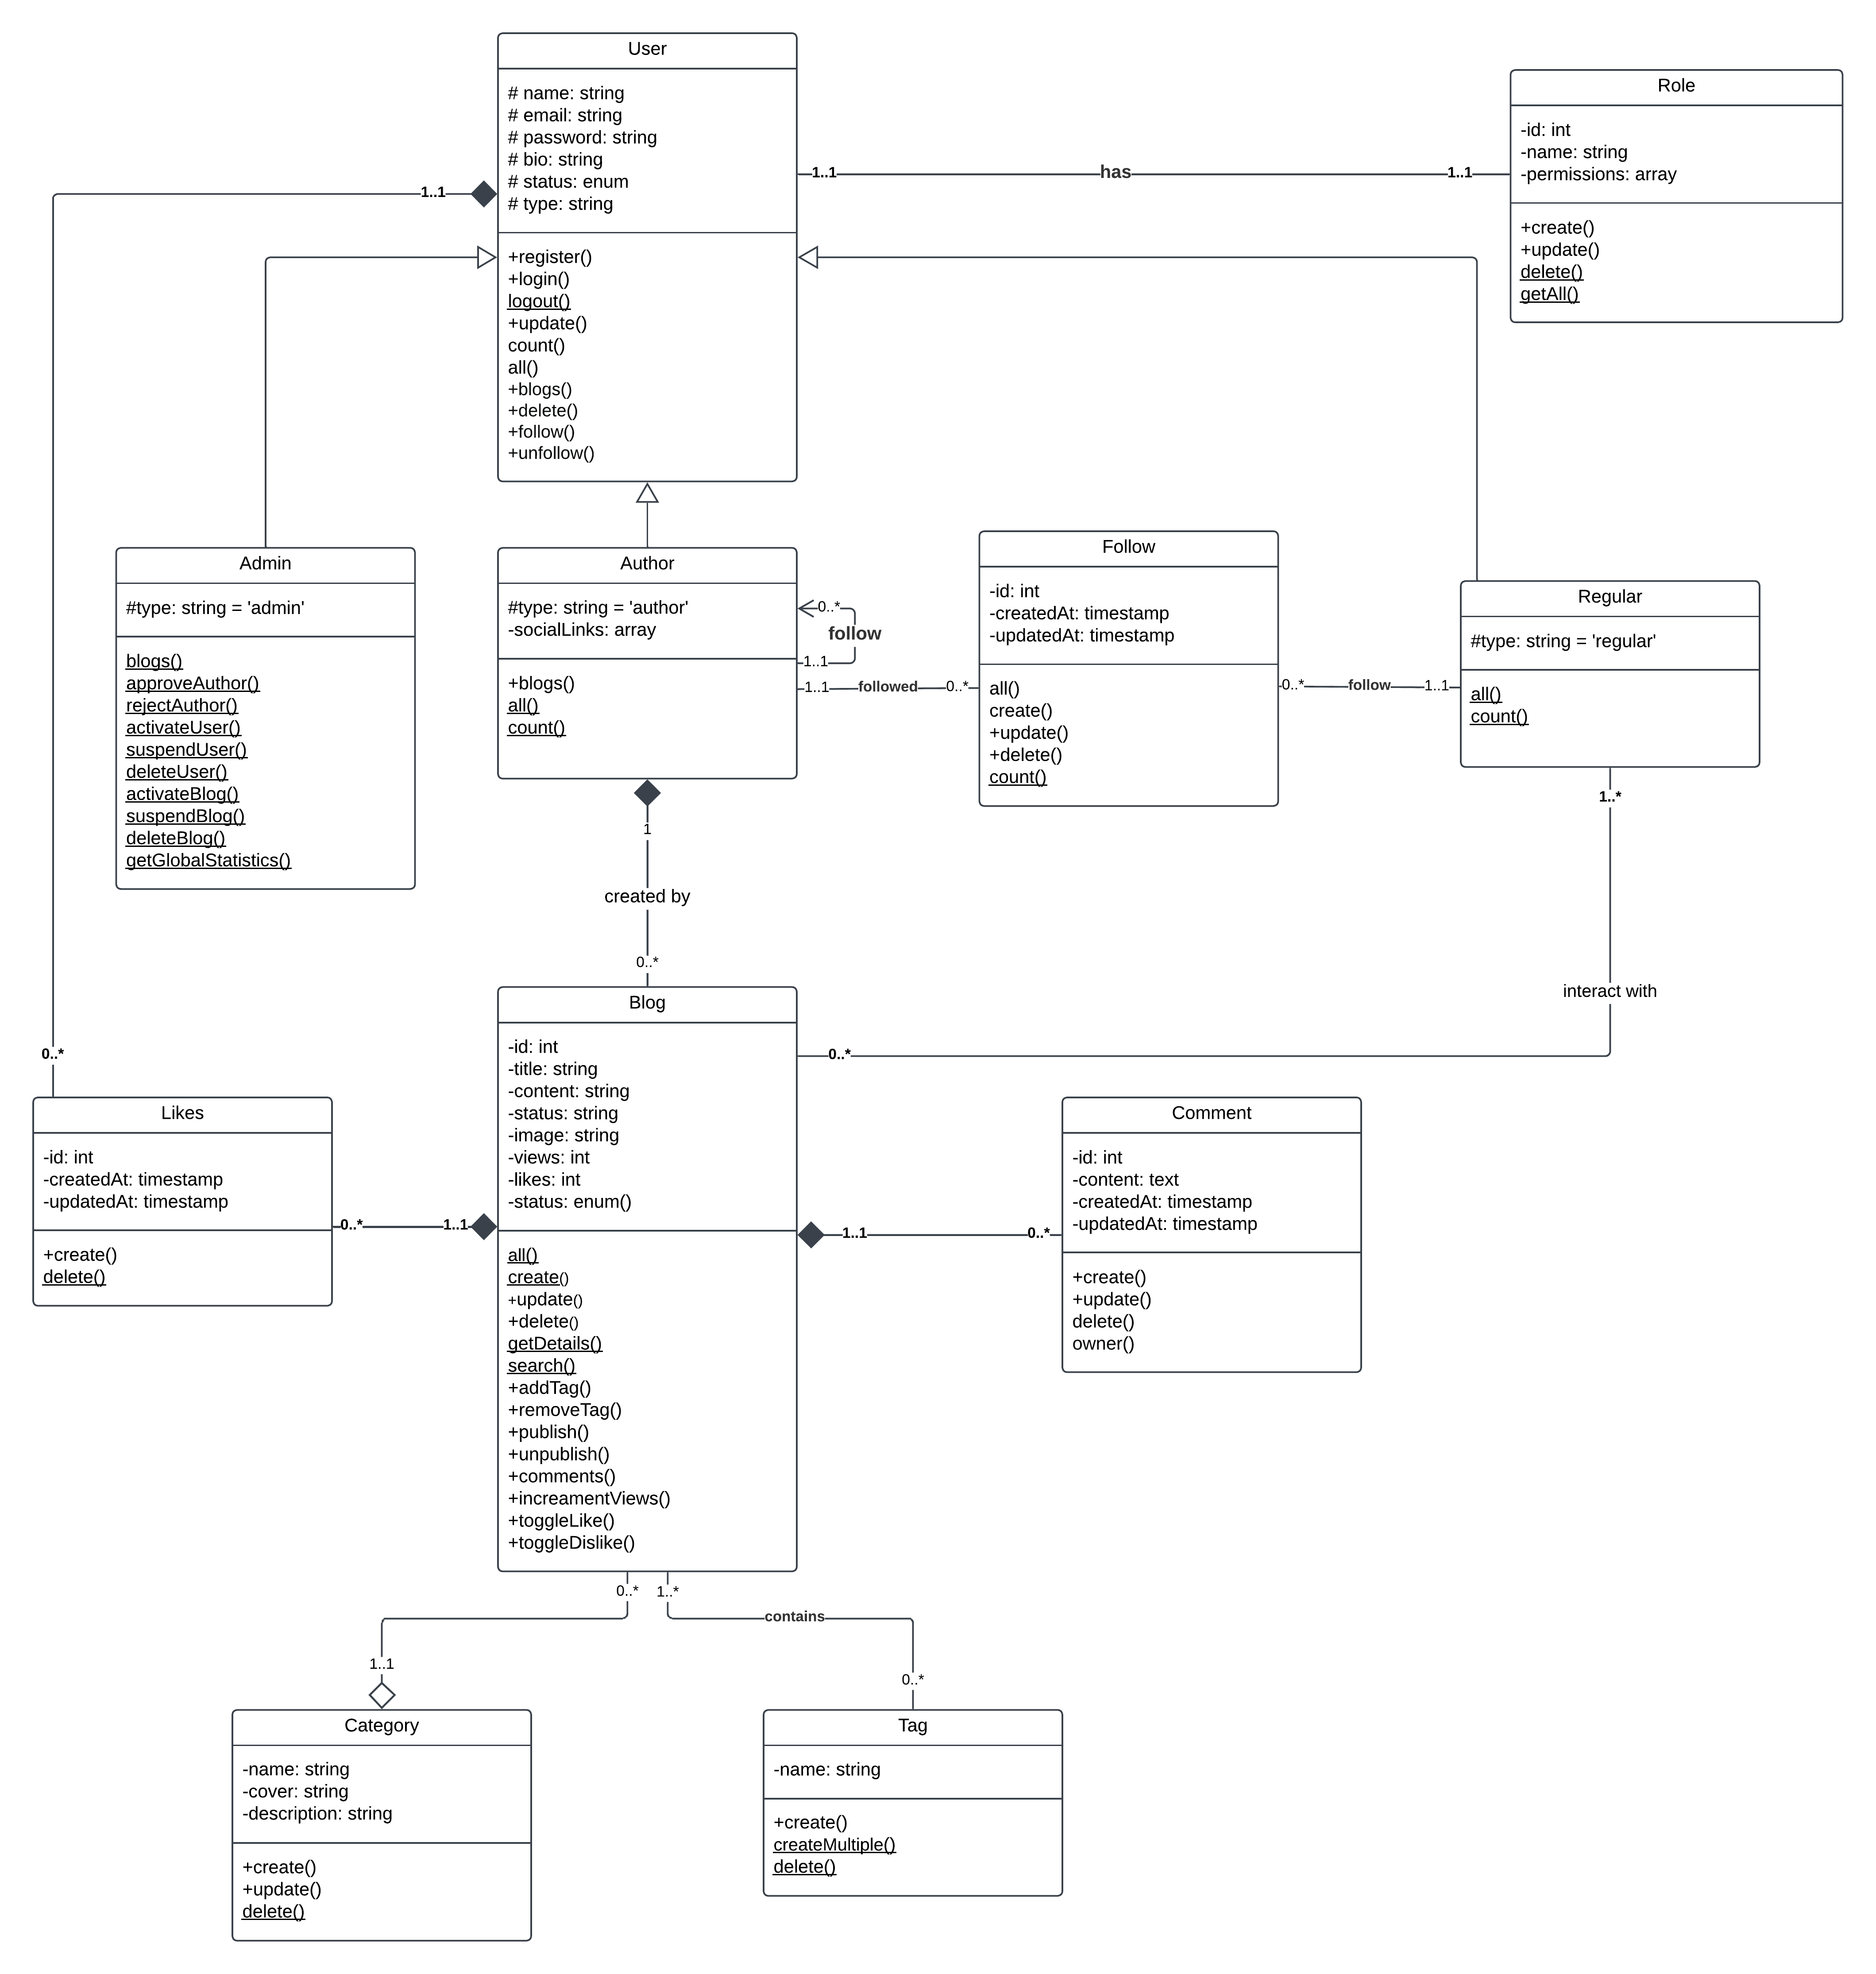 User
# name: string
# email: string
# password: string
# bio: string
# status: enum
# type: string
+register()
+login()
logout()
+update()
count()
all()
+blogs()
+delete()
+follow()
+unfollow()
Role
-id: int
-name: string
-permissions: array
+create()
+update()
delete()
getAll()
1..1
has
1..1
1..1
0..*
Admin
#type: string = 'admin'
blogs()
approveAuthor()
rejectAuthor()
activateUser()
suspendUser()
deleteUser()
activateBlog()
suspendBlog()
deleteBlog()
getGlobalStatistics()
Author
#type: string = 'author'
-socialLinks: array
+blogs()
all()
count()
0..*
follow
1..1
1..1
followed
0..*
Follow
-id: int
-createdAt: timestamp
-updatedAt: timestamp
all()
create()
+update()
+delete()
count()
0..*
follow
1..1
Regular
#type: string = 'regular'
all()
count()
1..*
interact with
0..*
1
created by
0..*
Blog
-id: int
-title: string
-content: string
-status: string
-image: string
-views: int
-likes: int
-status: enum()
all()
create()
+update()
+delete()
getDetails()
search()
+addTag()
+removeTag()
+publish()
+unpublish()
+comments()
+increamentViews()
+toggleLike()
+toggleDislike()
Likes
-id: int
-createdAt: timestamp
-updatedAt: timestamp
+create()
delete()
0..*
1..1
1..1
0..*
Comment
-id: int
-content: text
-createdAt: timestamp
-updatedAt: timestamp
+create()
+update()
delete()
owner()
0..*
1..*
contains
1..1
0..*
Category
-name: string
-cover: string
-description: string
+create()
+update()
delete()
Tag
-name: string
+create()
createMultiple()
delete()